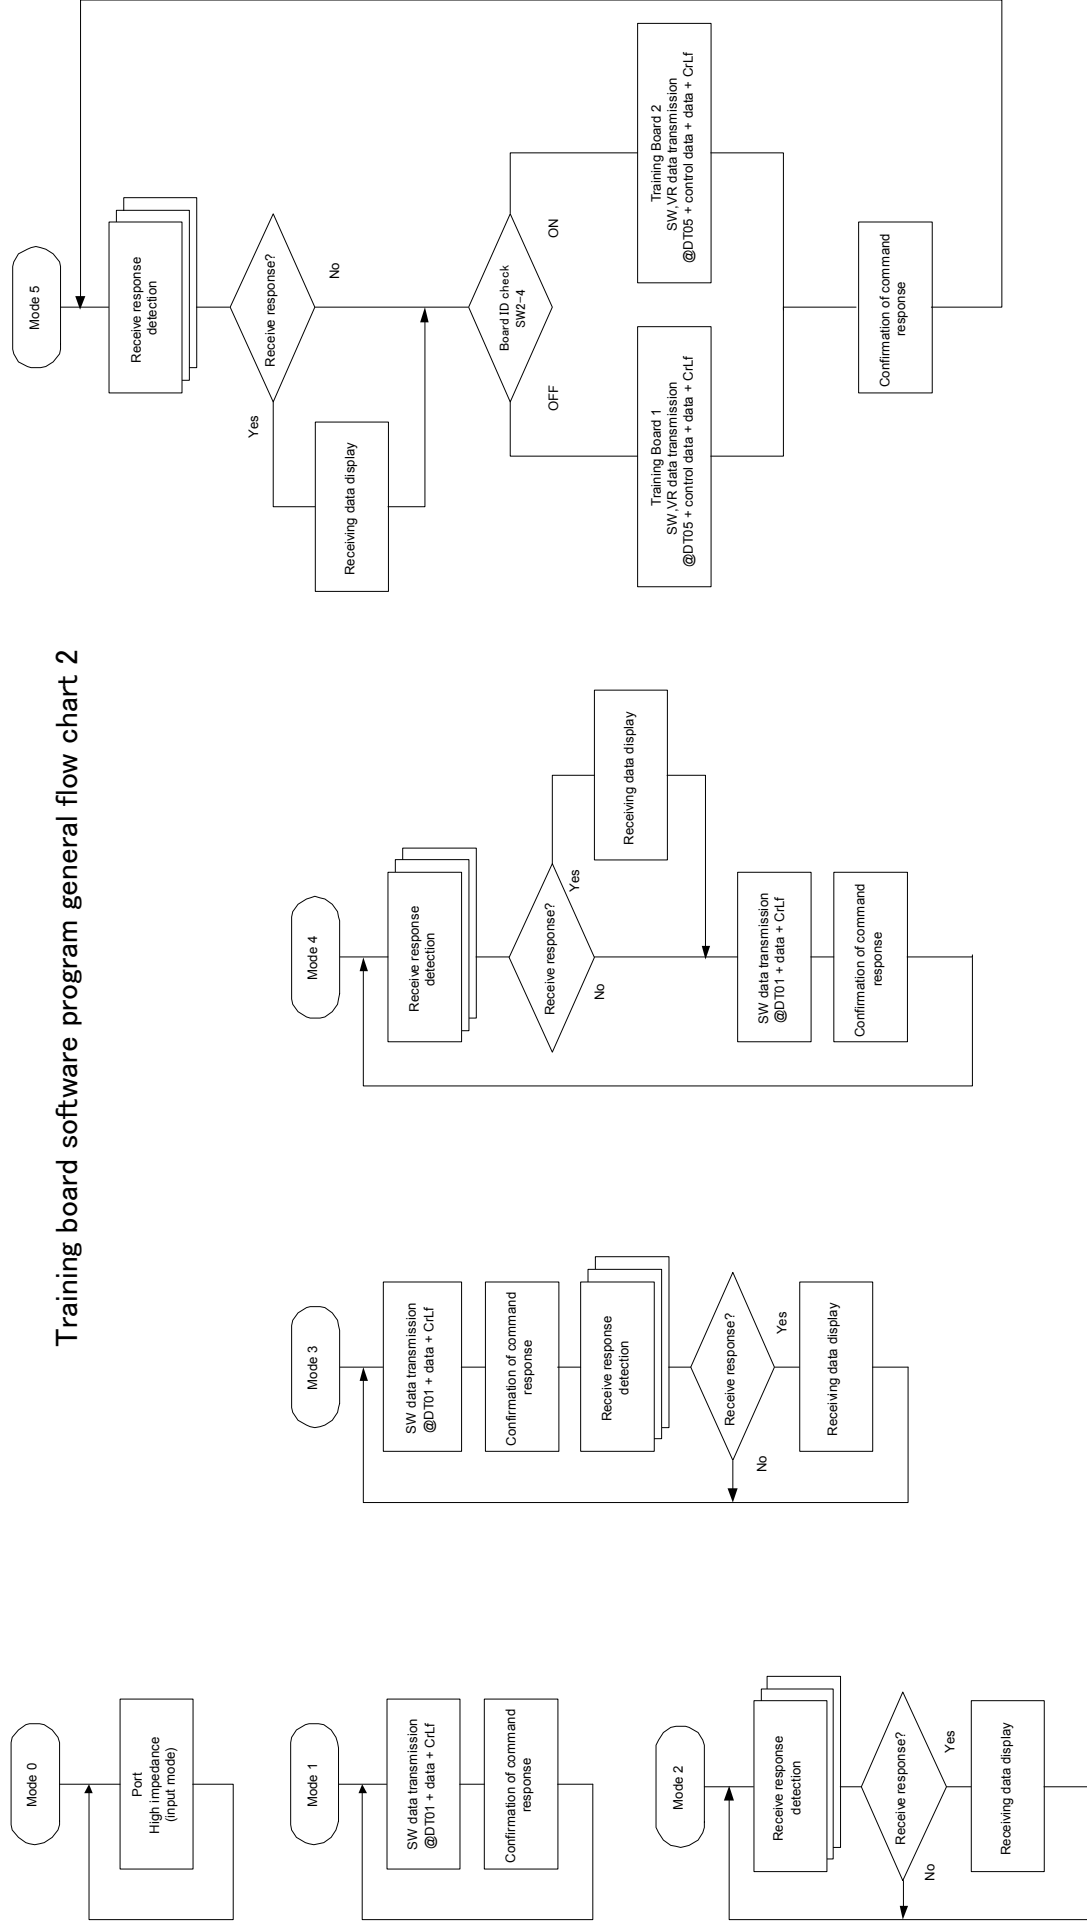 Training board software program general flow chart 2
Mode 0
Port
High impedance
(input mode)
Mode 1
SW data transmission
@DT01 + data + CrLf
Confirmation of command
response
Mode 2
Receive response
detection
Receive response?
No
Yes
Receiving data display
Mode 3
SW data transmission
@DT01 + data + CrLf
Confirmation of command
response
Receive response
detection
Receive response?
No
Yes
Receiving data display
Mode 4
Receive response
detection
Receive response?
No
Yes
Receiving data display
SW data transmission
@DT01 + data + CrLf
Confirmation of command
response
Mode 5
Receive response
detection
Receive response?
Yes
No
Receiving data display
Board ID check
SW2-4
OFF
ON
Training Board 1
SW,VR data transmission
@DT05 + control data + data + CrLf
Training Board 2
SW,VR data transmission
@DT05 + control data + data + CrLf
Confirmation of command
response